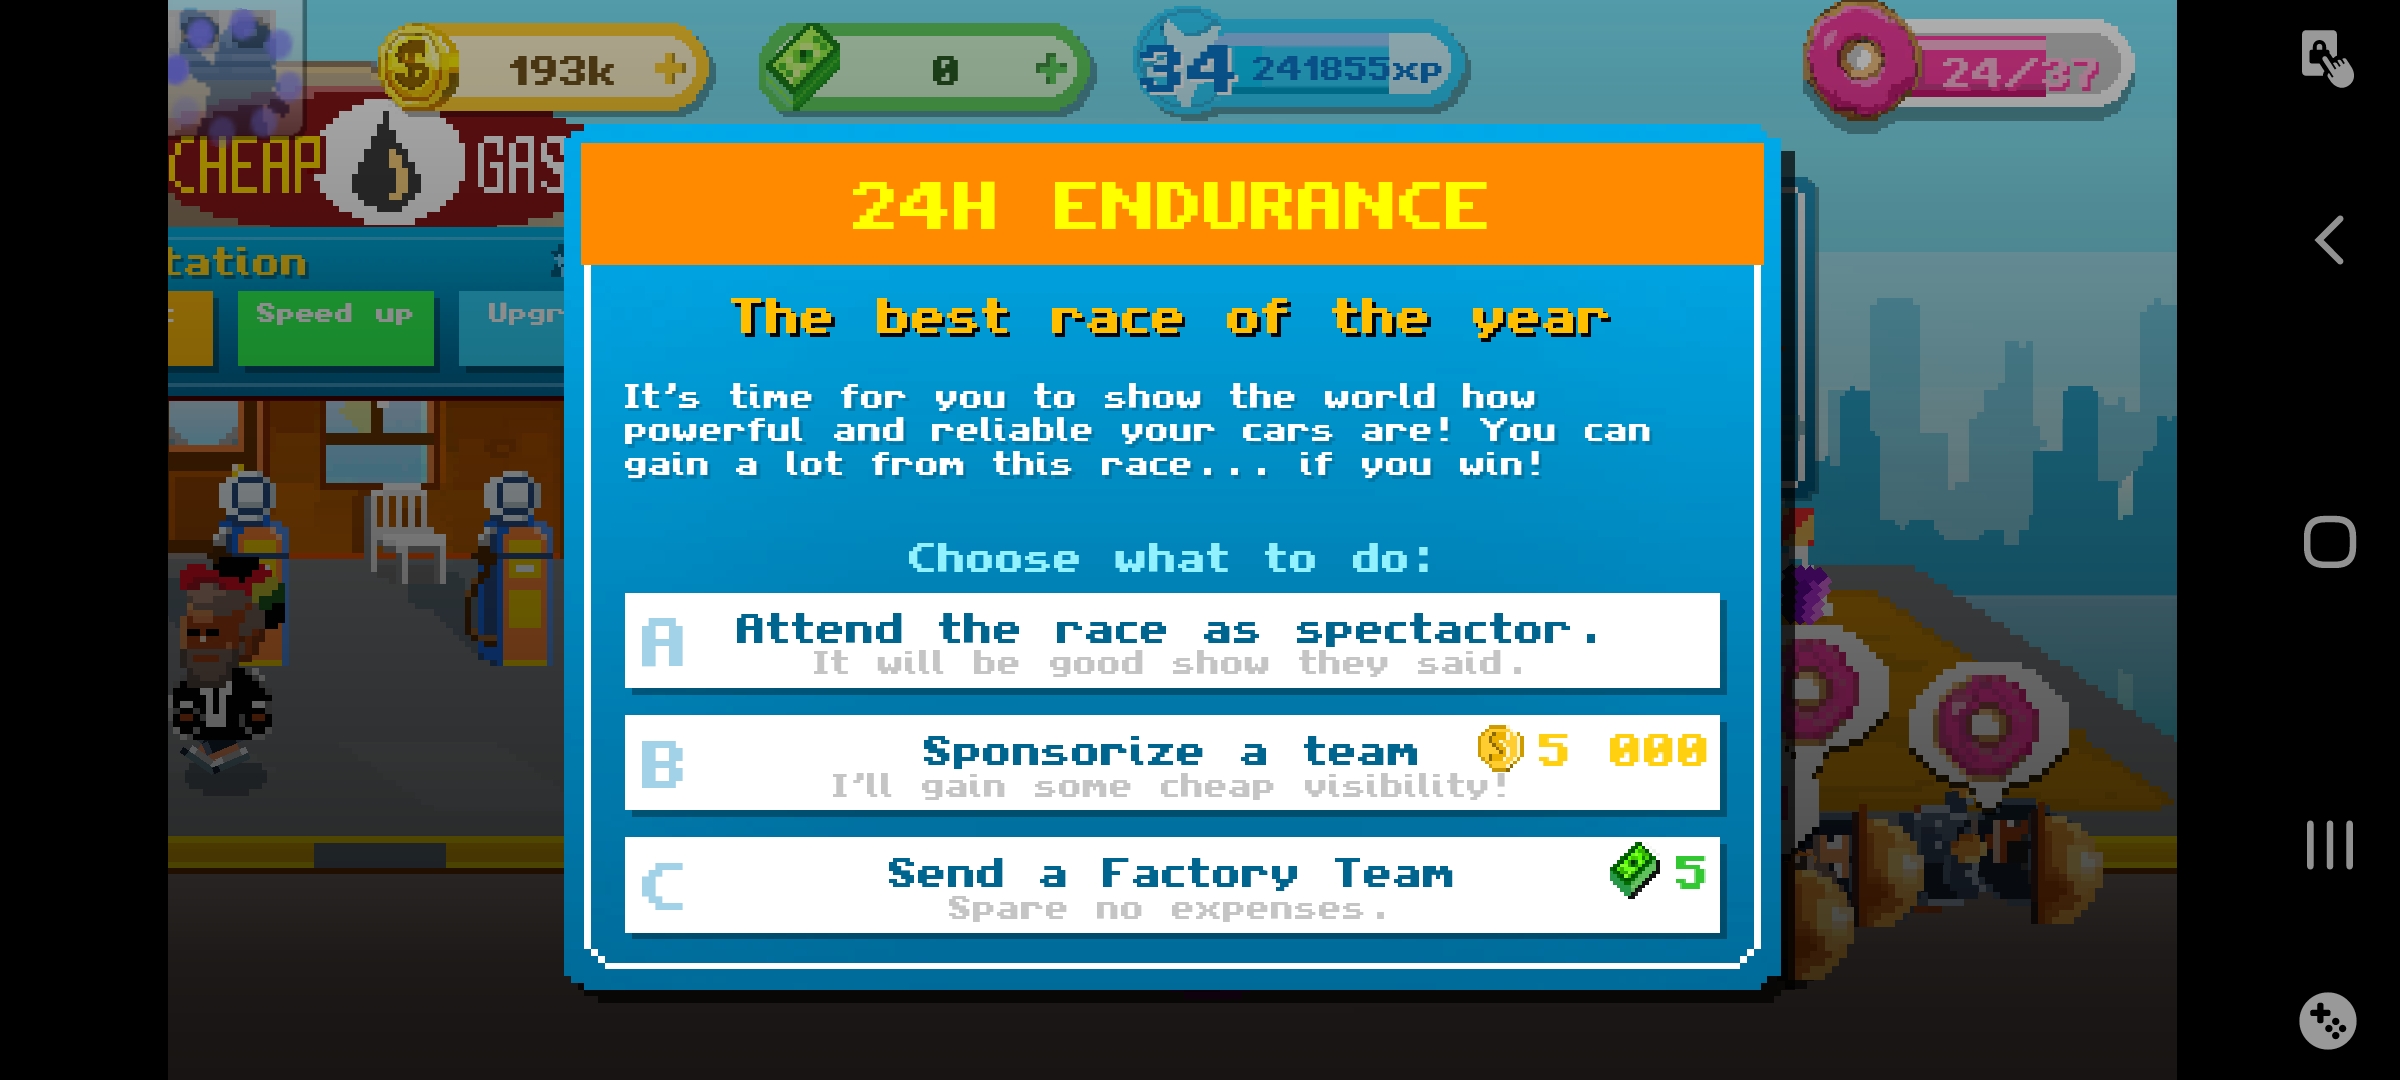 193k
0
34 241855xp
24/37
CHEAP GAS
24H ENDURANCE
tation
The best race of the year
Speed up
Upgr
It's time for you to show the world how
powerful and reliable your cars are! You can
gain a lot from this race... if you win!
Choose what to do:
A Attend the race as spectactor.
It will be good show they said.
B Sponsorize a team 5 000
I'll gain some cheap visibility!
C Send a Factory Team 5
Spare no expenses.